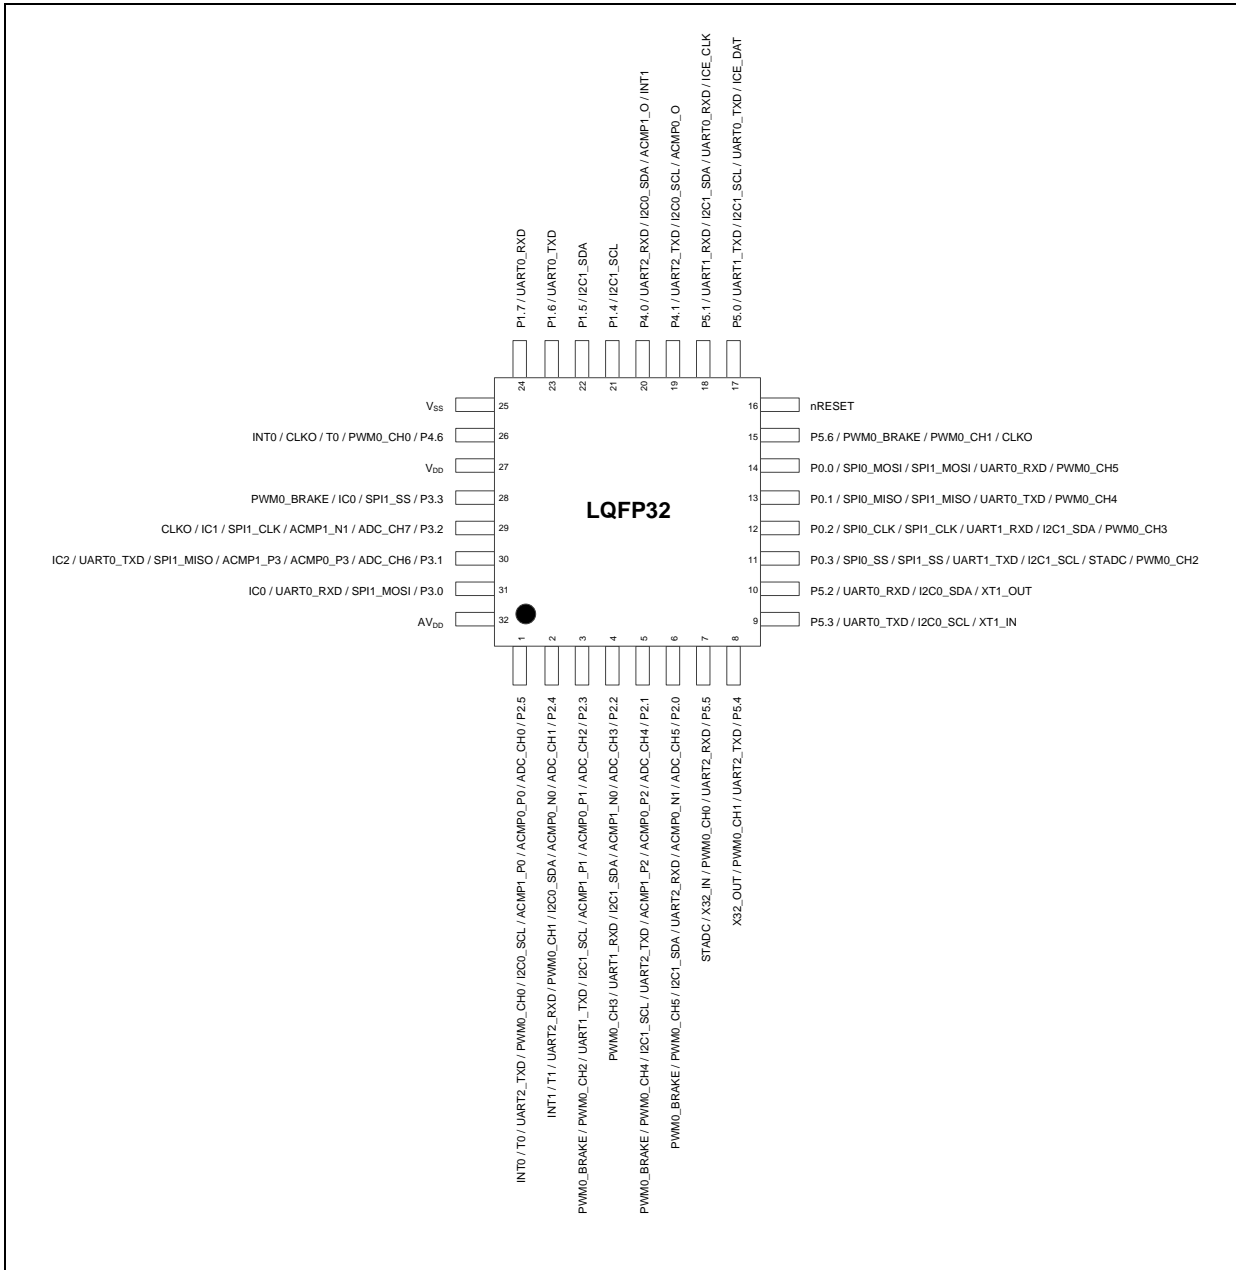 P1.7 / UART0_RXD
P1.6 / UART0_TXD
P1.5 / I2C1_SDA
P1.4 / I2C1_SCL
P4.0 / UART2_RXD / I2C0_SDA / ACMP1_O / INT1
P4.1 / UART2_TXD / I2C0_SCL / ACMP0_O
P5.1 / UART1_RXD / I2C1_SDA / UART0_RXD / ICE_CLK
P5.0 / UART1_TXD / I2C1_SCL / UART0_TXD / ICE_DAT
24
23
22
21
20
19
18
17
VSS
25
INT0 / CLKO / T0 / PWM0_CH0 / P4.6
26
VDD
27
PWM0_BRAKE / IC0 / SPI1_SS / P3.3
28
CLKO / IC1 / SPI1_CLK / ACMP1_N1 / ADC_CH7 / P3.2
29
IC2 / UART0_TXD / SPI1_MISO / ACMP1_P3 / ACMP0_P3 / ADC_CH6 / P3.1
30
IC0 / UART0_RXD / SPI1_MOSI / P3.0
31
AVDD
32
LQFP32
16
nRESET
15
P5.6 / PWM0_BRAKE / PWM0_CH1 / CLKO
14
P0.0 / SPI0_MOSI / SPI1_MOSI / UART0_RXD / PWM0_CH5
13
P0.1 / SPI0_MISO / SPI1_MISO / UART0_TXD / PWM0_CH4
12
P0.2 / SPI0_CLK / SPI1_CLK / UART1_RXD / I2C1_SDA / PWM0_CH3
11
P0.3 / SPI0_SS / SPI1_SS / UART1_TXD / I2C1_SCL / STADC / PWM0_CH2
10
P5.2 / UART0_RXD / I2C0_SDA / XT1_OUT
9
P5.3 / UART0_TXD / I2C0_SCL / XT1_IN
1
2
3
4
5
6
7
8
INT0 / T0 / UART2_TXD / PWM0_CH0 / I2C0_SCL / ACMP1_P0 / ACMP0_P0 / ADC_CH0 / P2.5
INT1 / T1 / UART2_RXD / PWM0_CH1 / I2C0_SDA / ACMP0_N0 / ADC_CH1 / P2.4
PWM0_BRAKE / PWM0_CH2 / UART1_TXD / I2C1_SCL / ACMP1_P1 / ACMP0_P1 / ADC_CH2 / P2.3
PWM0_CH3 / UART1_RXD / I2C1_SDA / ACMP1_N0 / ADC_CH3 / P2.2
PWM0_BRAKE / PWM0_CH4 / I2C1_SCL / UART2_TXD / ACMP1_P2 / ACMP0_P2 / ADC_CH4 / P2.1
PWM0_BRAKE / PWM0_CH5 / I2C1_SDA / UART2_RXD / ACMP0_N1 / ADC_CH5 / P2.0
STADC / X32_IN / PWM0_CH0 / UART2_RXD / P5.5
X32_OUT / PWM0_CH1 / UART2_TXD / P5.4